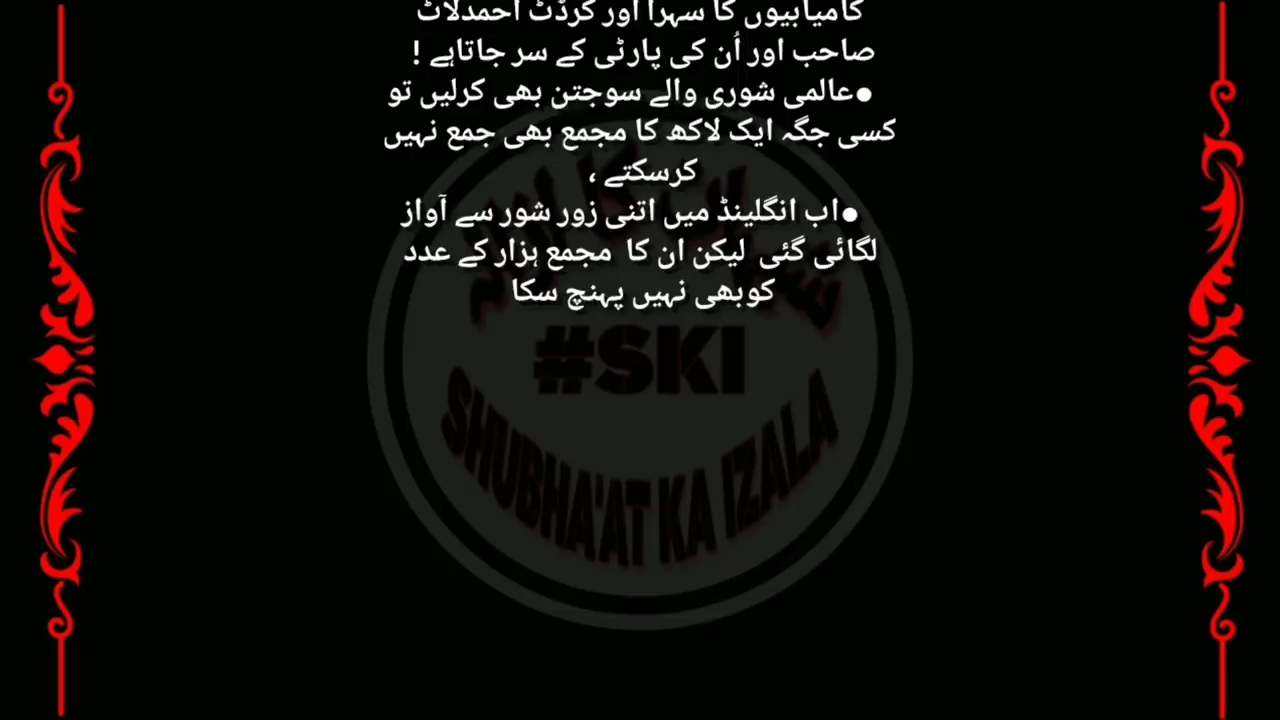 کامیابیوں کا سہرا اور کرڈٹ احمدلاٹ
صاحب اور اُن کی پارٹی کے سر جاتاہے !
●عالمی شوری والے سوجتن بھی کرلیں تو
کسی جگہ ایک لاکھ کا مجمع بھی جمع نہیں
کرسکتے ،
●اب انگلینڈ میں اتنی زور شور سے آواز
لگائی گئی لیکن ان کا مجمع ہزار کے عدد
کوبھی نہیں پہنچ سکا
#SKI
SHUBHA'AT KA IZALA